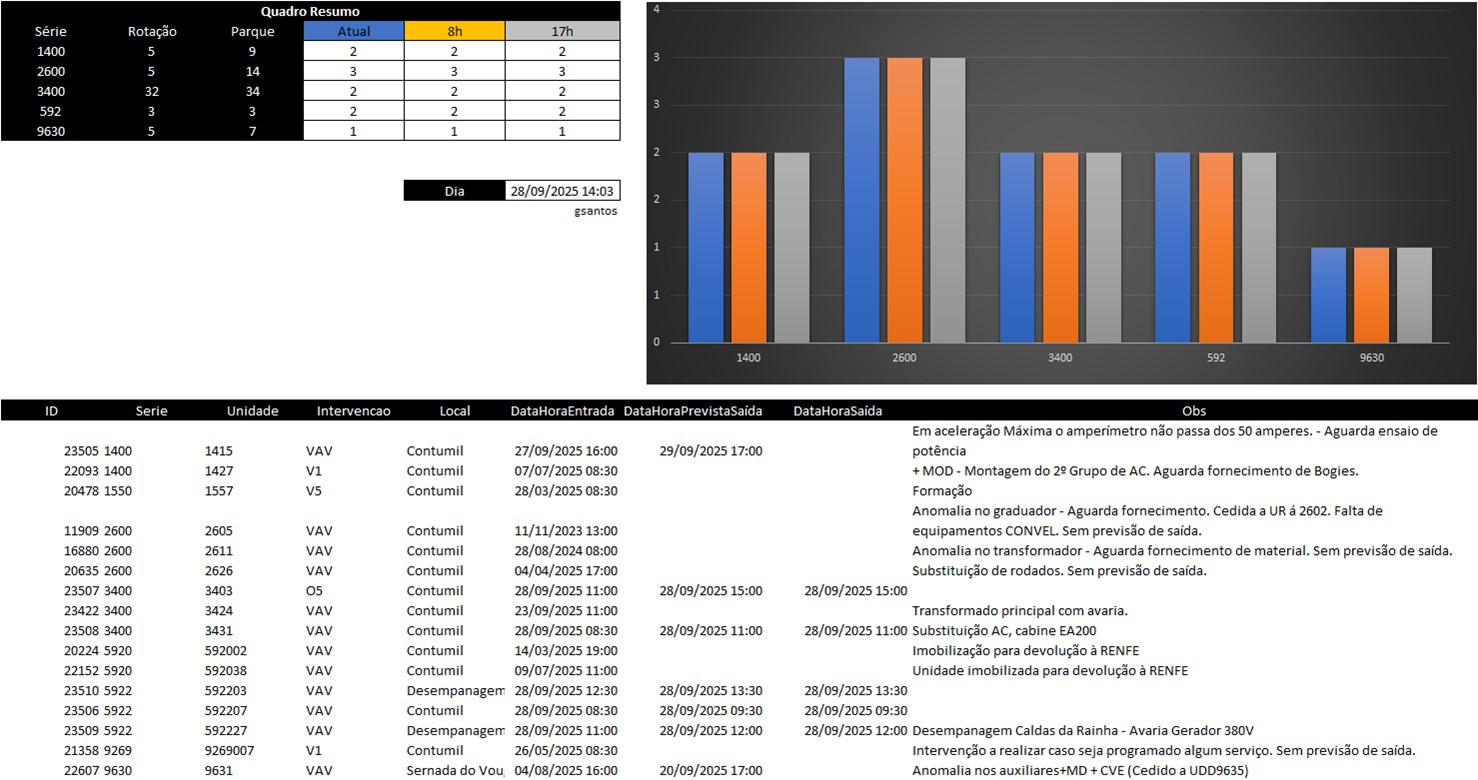 Quadro Resumo
Série Rotação Parque Atual 8h 17h
1400 5 9 2 2 2
2600 5 14 3 3 3
3400 32 34 2 2 2
592 3 3 2 2 2
9630 5 7 1 1 1
Dia 28/09/2025 14:03
gsantos
4
3
3
2
2
1
1
0
1400 2600 3400 592 9630
ID Serie Unidade Intervencao Local DataHoraEntrada DataHoraPrevistaSaída DataHoraSaída Obs
Em aceleração Máxima o amperímetro não passa dos 50 amperes. - Aguarda ensaio de
23505 1400 1415 VAV Contumil 27/09/2025 16:00 29/09/2025 17:00 potência
22093 1400 1427 V1 Contumil 07/07/2025 08:30 + MOD - Montagem do 2º Grupo de AC. Aguarda fornecimento de Bogies.
20478 1550 1557 V5 Contumil 28/03/2025 08:30 Formação
Anomalia no graduador - Aguarda fornecimento. Cedida a UR á 2602. Falta de
11909 2600 2605 VAV Contumil 11/11/2023 13:00 equipamentos CONVEL. Sem previsão de saída.
16880 2600 2611 VAV Contumil 28/08/2024 08:00 Anomalia no transformador - Aguarda fornecimento de material. Sem previsão de saída.
20635 2600 2626 VAV Contumil 04/04/2025 17:00 Substituição de rodados. Sem previsão de saída.
23507 3400 3403 O5 Contumil 28/09/2025 11:00 28/09/2025 15:00 28/09/2025 15:00
23422 3400 3424 VAV Contumil 23/09/2025 11:00 Transformado principal com avaria.
23508 3400 3431 VAV Contumil 28/09/2025 08:30 28/09/2025 11:00 28/09/2025 11:00 Substituição AC, cabine EA200
20224 5920 592002 VAV Contumil 14/03/2025 19:00 Imobilização para devolução à RENFE
22152 5920 592038 VAV Contumil 09/07/2025 11:00 Unidade imobilizada para devolução à RENFE
23510 5922 592203 VAV Desempanagem 28/09/2025 12:30 28/09/2025 13:30 28/09/2025 13:30
23506 5922 592207 VAV Contumil 28/09/2025 08:30 28/09/2025 09:30 28/09/2025 09:30
23509 5922 592227 VAV Desempanagem 28/09/2025 11:00 28/09/2025 12:00 28/09/2025 12:00 Desempanagem Caldas da Rainha - Avaria Gerador 380V
21358 9269 9269007 V1 Contumil 26/05/2025 08:30 Intervenção a realizar caso seja programado algum serviço. Sem previsão de saída.
22607 9630 9631 VAV Sernada do Vou 04/08/2025 16:00 20/09/2025 17:00 Anomalia nos auxiliares+MD + CVE (Cedido a UDD9635)